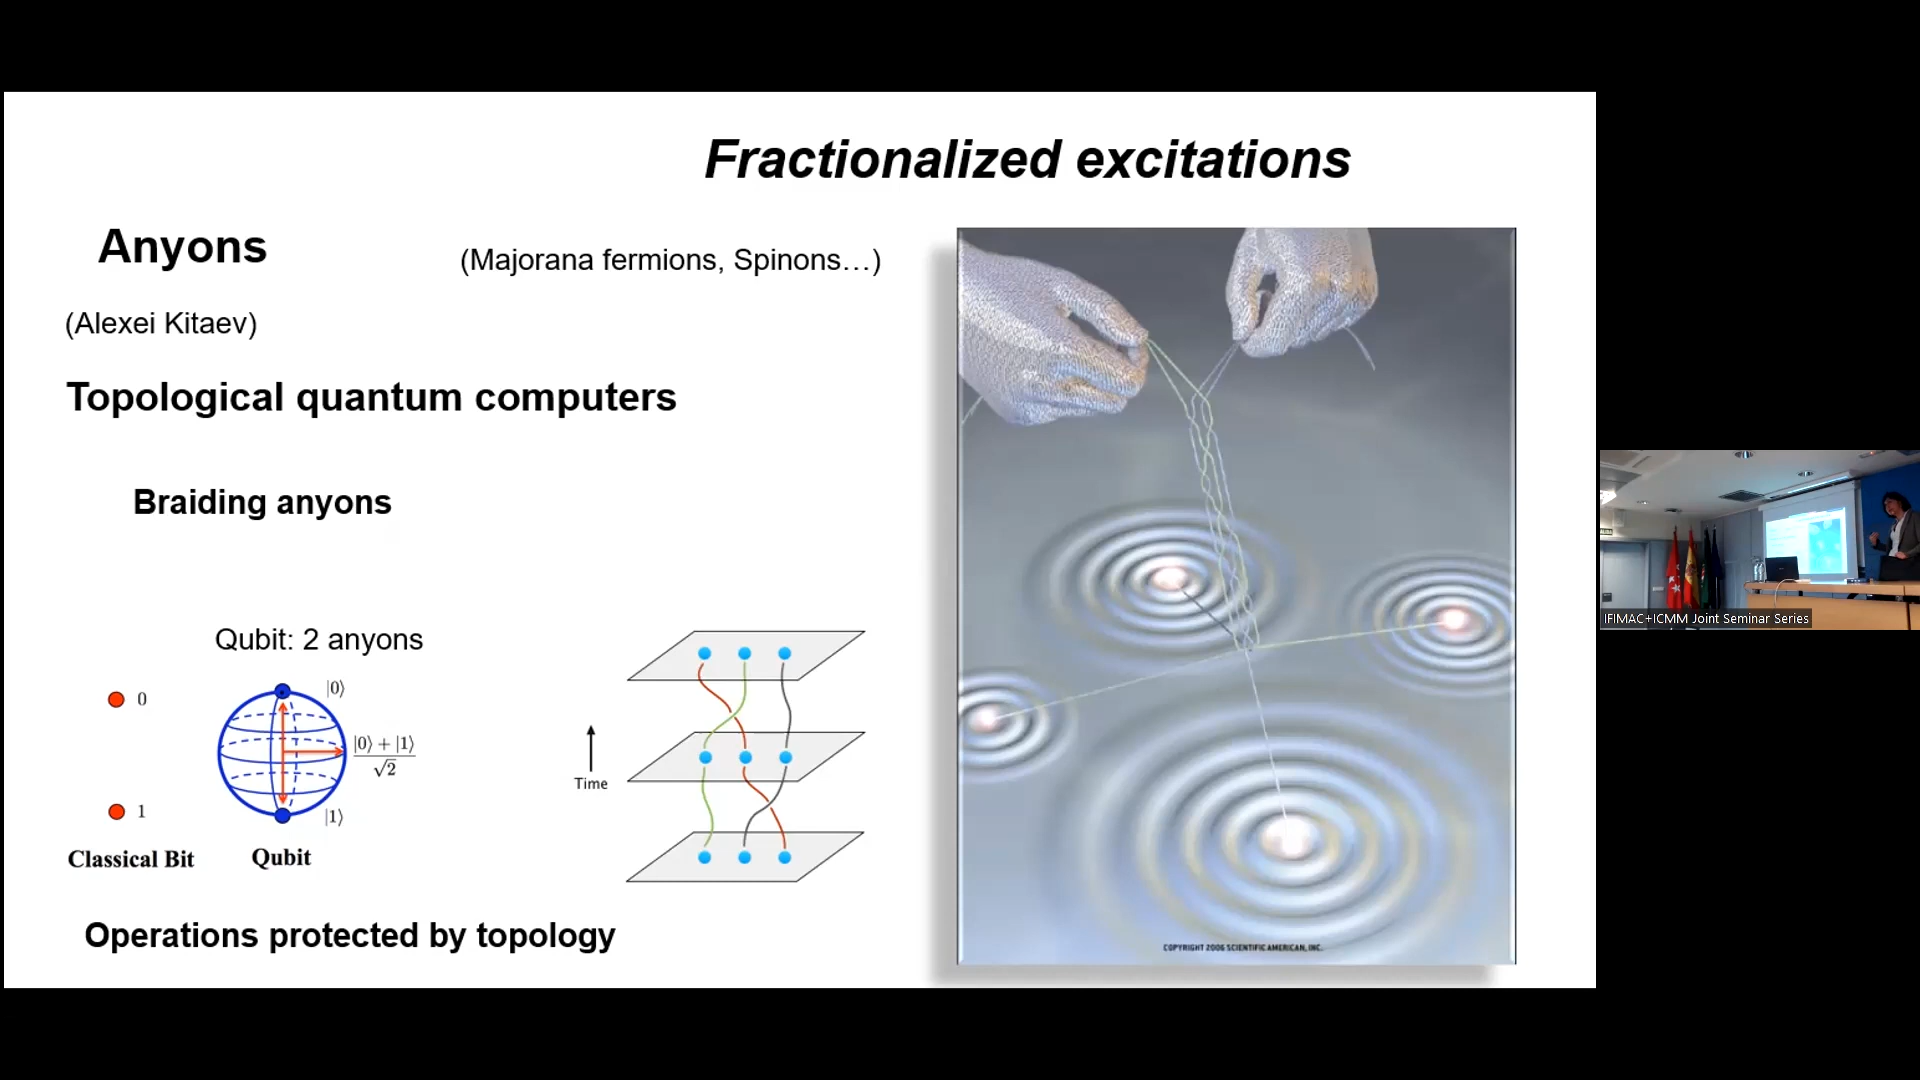 Fractionalized excitations
Anyons
(Majorana fermions, Spinons…)
(Alexei Kitaev)
Topological quantum computers
Braiding anyons
Qubit: 2 anyons
0
1
Classical Bit
|0⟩
|0⟩ + |1⟩
√2
|1⟩
Qubit
Time
Operations protected by topology
COPYRIGHT 2006 SCIENTIFIC AMERICAN, INC.
IFIMAC+ICMM Joint Seminar Series